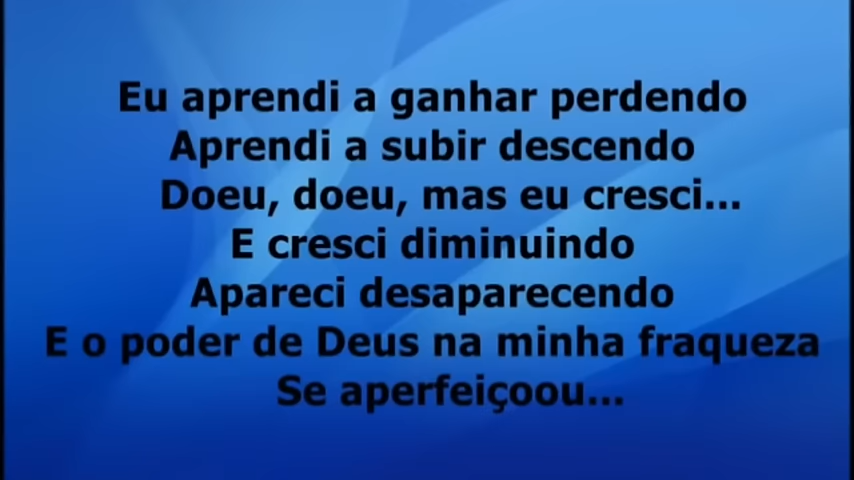 Eu aprendi a ganhar perdendo
Aprendi a subir descendo
Doeu, doeu, mas eu cresci...
E cresci diminuindo
Apareci desaparecendo
E o poder de Deus na minha fraqueza
Se aperfeiçoou...